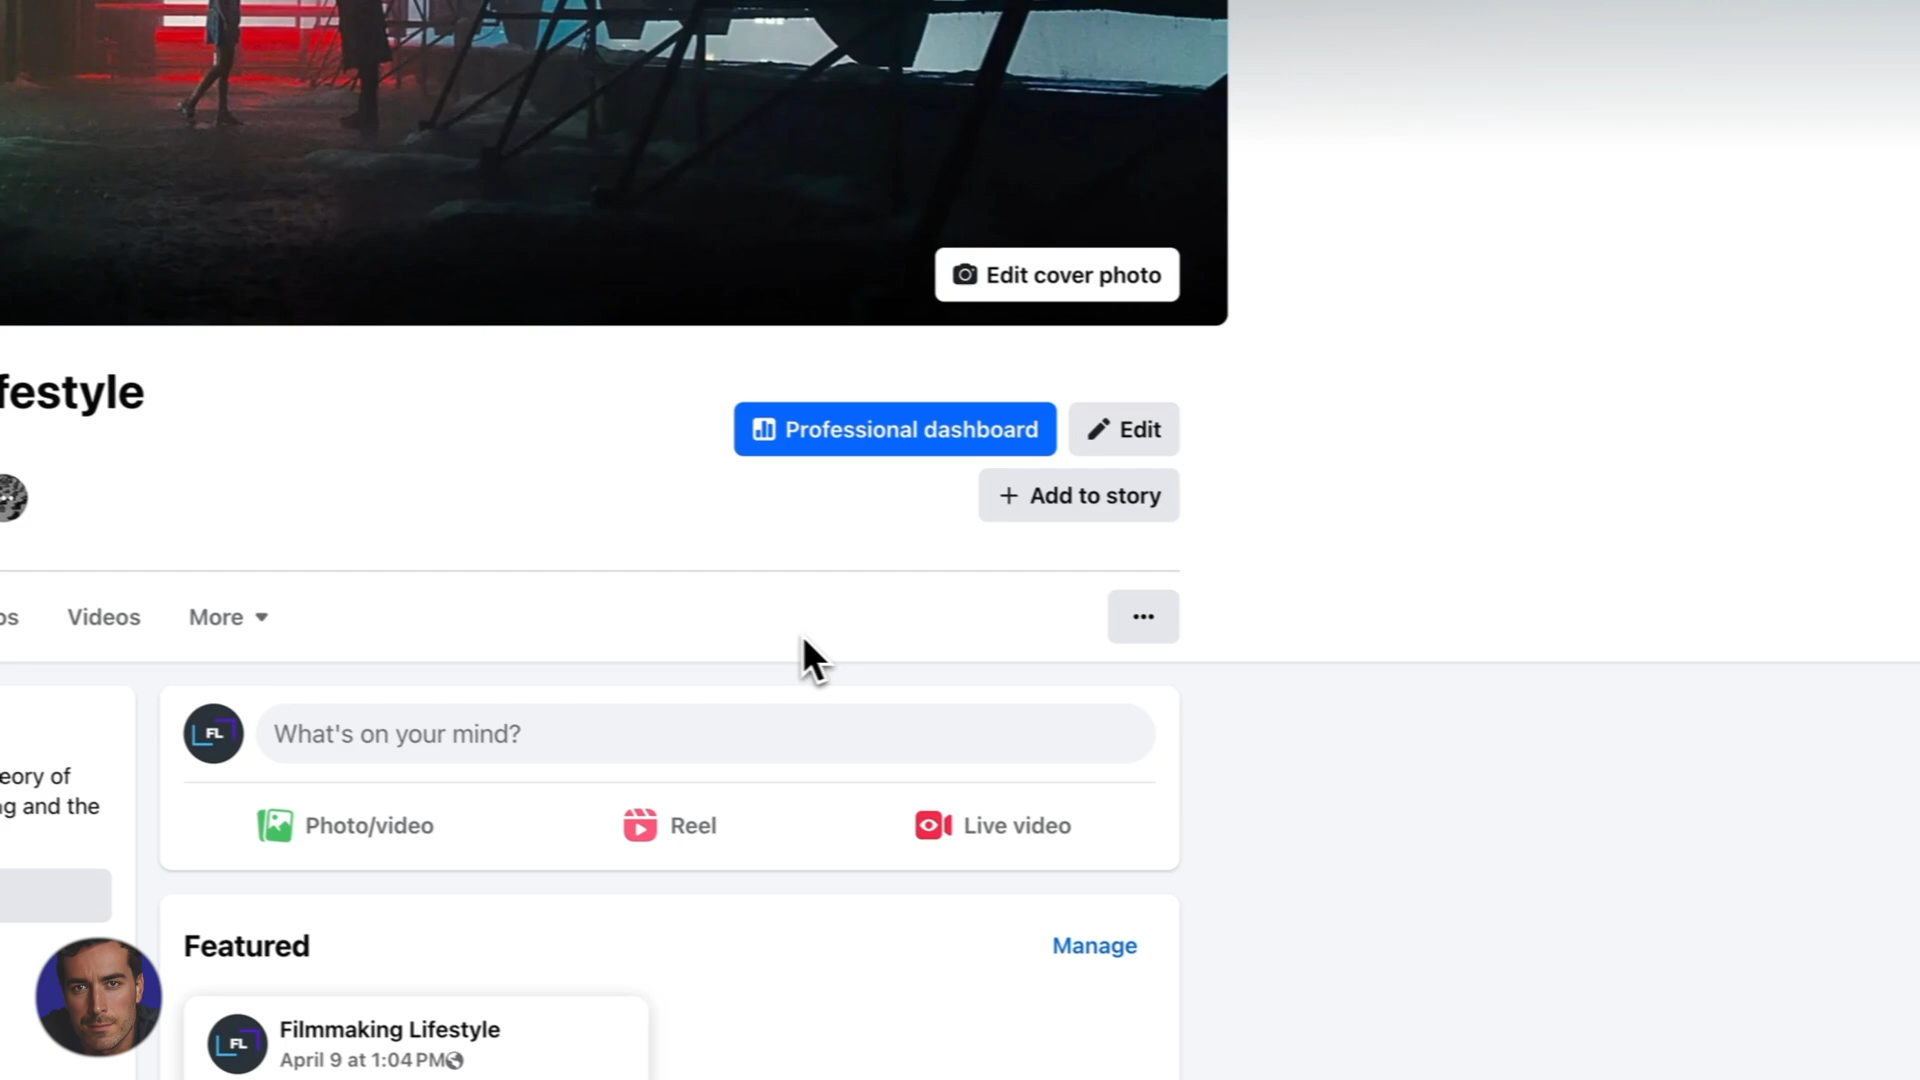 Edit cover photo
festyle
Professional dashboard
Edit
+ Add to story
os
Videos
More
FL
What's on your mind?
eory of
g and the
Photo/video
Reel
Live video
Featured
Manage
FL
Filmmaking Lifestyle
April 9 at 1:04 PM